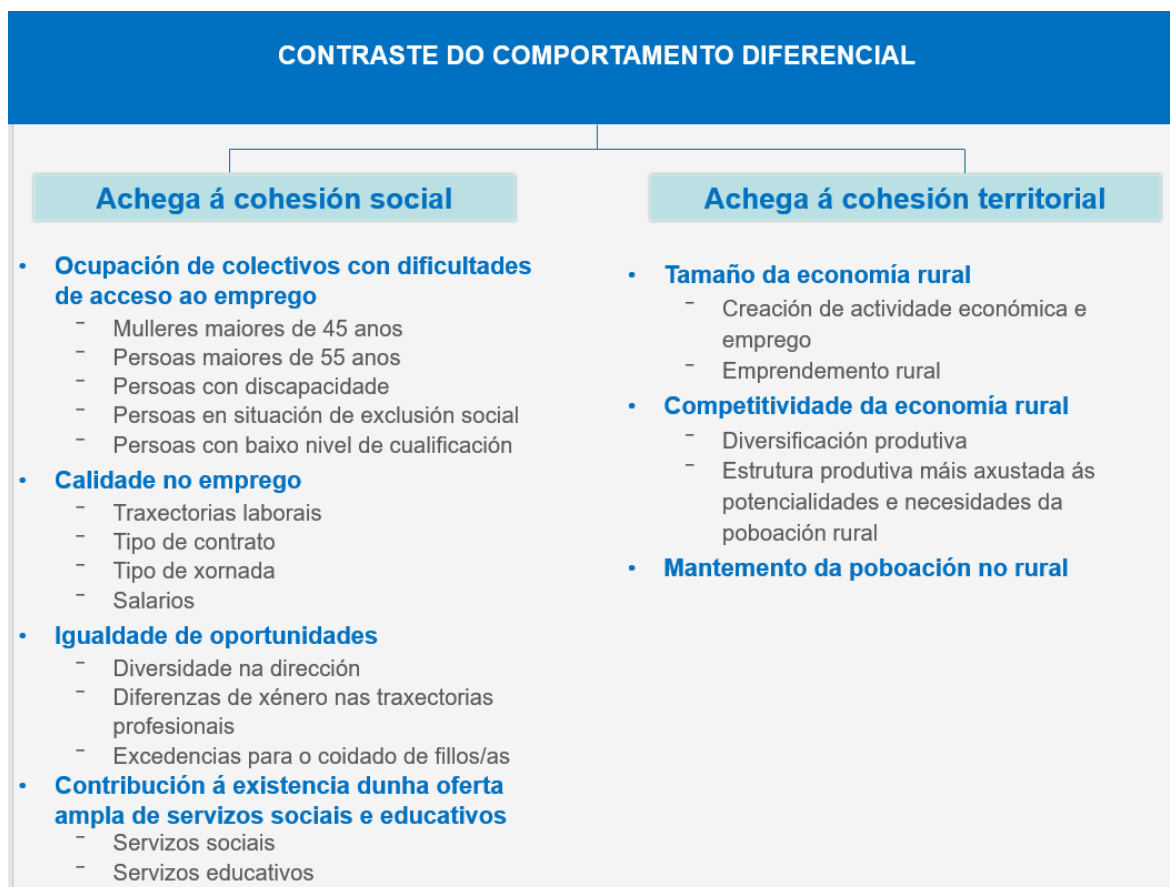 CONTRASTE DO COMPORTAMENTO DIFERENCIAL
Achega á cohesión social
• Ocupación de colectivos con dificultades
de acceso ao emprego
- Mulleres maiores de 45 anos
- Persoas maiores de 55 anos
- Persoas con discapacidade
- Persoas en situación de exclusión social
- Persoas con baixo nivel de cualificación
• Calidade no emprego
- Traxectorias laborais
- Tipo de contrato
- Tipo de xornada
- Salarios
• Igualdade de oportunidades
- Diversidade na dirección
- Diferenzas de xénero nas traxectorias
profesionais
- Excedencias para o coidado de fillos/as
• Contribución á existencia dunha oferta
ampla de servizos sociais e educativos
- Servizos sociais
- Servizos educativos
Achega á cohesión territorial
• Tamaño da economía rural
- Creación de actividade económica e
emprego
- Emprendemento rural
• Competitividade da economía rural
- Diversificación produtiva
- Estrutura produtiva máis axustada ás
potencialidades e necesidades da
poboación rural
• Mantemento da poboación no rural